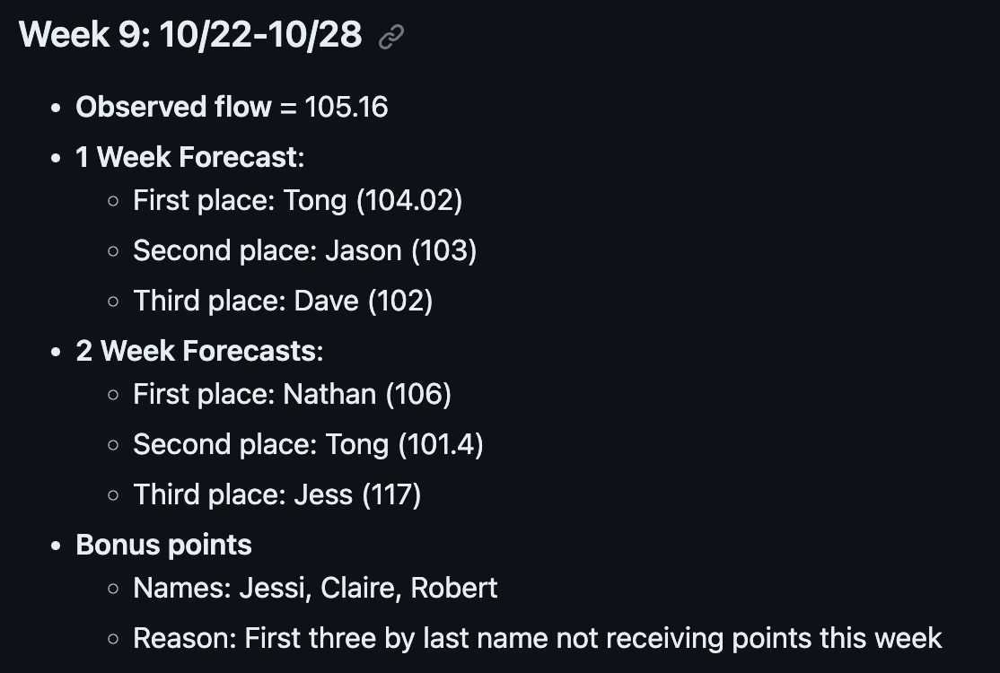 Week 9: 10/22-10/28
• Observed flow = 105.16
• 1 Week Forecast:
◦ First place: Tong (104.02)
◦ Second place: Jason (103)
◦ Third place: Dave (102)
• 2 Week Forecasts:
◦ First place: Nathan (106)
◦ Second place: Tong (101.4)
◦ Third place: Jess (117)
• Bonus points
◦ Names: Jessi, Claire, Robert
◦ Reason: First three by last name not receiving points this week